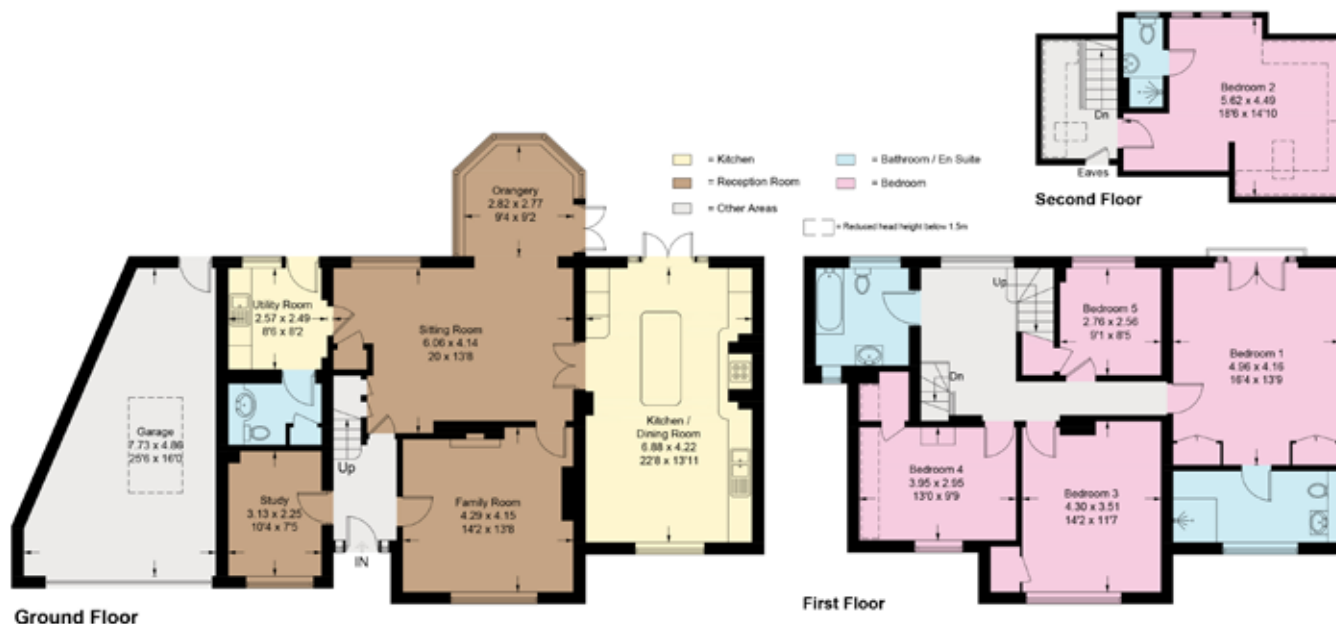 Bedroom 2
5.62 x 4.49
18'6 x 14'10
Dn
Eaves
Second Floor
= Kitchen
= Reception Room
= Other Areas
= Bathroom / En Suite
= Bedroom
= Reduced head height below 1.5m
Orangery
2.82 x 2.77
9'4 x 9'2
Utility Room
2.57 x 2.49
8'6 x 8'2
Sitting Room
6.06 x 4.14
20 x 13'8
Kitchen /
Dining Room
6.88 x 4.22
22'8 x 13'11
Garage
7.73 x 4.86
25'6 x 16'0
Up
Study
3.13 x 2.25
10'4 x 7'5
Family Room
4.29 x 4.15
14'2 x 13'8
IN
Ground Floor
Up
Bedroom 5
2.76 x 2.56
9'1 x 8'5
Bedroom 1
4.96 x 4.16
16'4 x 13'9
Dn
Bedroom 4
3.95 x 2.95
13'0 x 9'9
Bedroom 3
4.30 x 3.51
14'2 x 11'7
First Floor